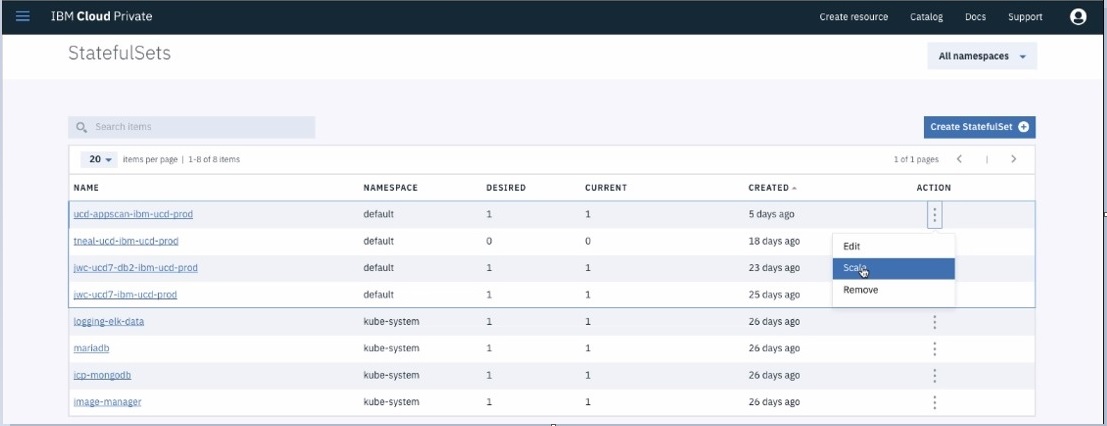 IBM Cloud Private Create resource Catalog Docs Support
StatefulSets
All namespaces
Search items
Create StatefulSet
20 items per page | 1-8 of 8 items 1 of 1 pages
NAME NAMESPACE DESIRED CURRENT CREATED ACTION
ucd-appscan-ibm-ucd-prod default 1 1 5 days ago
tneal-ucd-ibm-ucd-prod default 0 0 18 days ago
Edit
jwc-ucd7-db2-ibm-ucd-prod default 1 1 23 days ago
Scale
jwc-ucd7-ibm-ucd-prod default 1 1 25 days ago
Remove
logging-elk-data kube-system 1 1 26 days ago
mariadb kube-system 1 1 26 days ago
icp-mongodb kube-system 1 1 26 days ago
image-manager kube-system 1 1 26 days ago